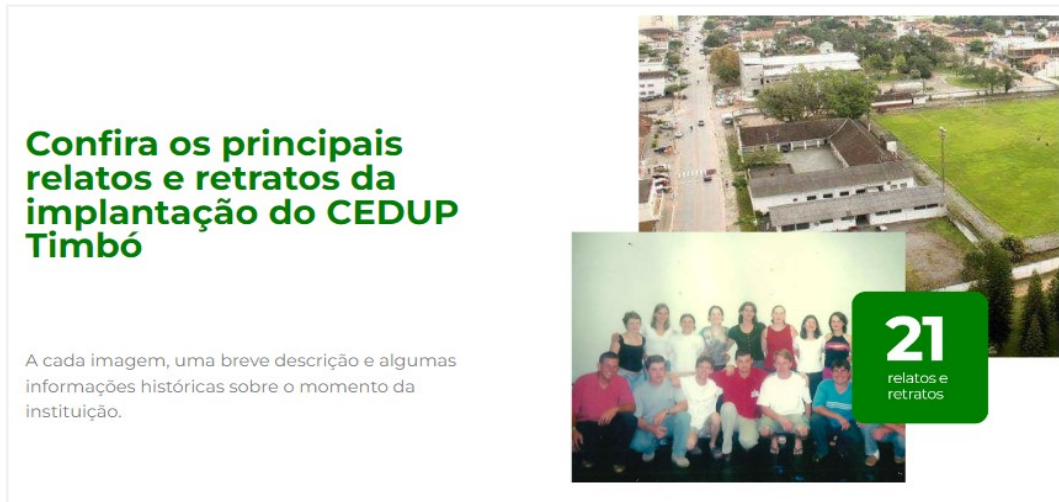 Confira os principais
relatos e retratos da
implantação do CEDUP
Timbó
A cada imagem, uma breve descrição e algumas
informações históricas sobre o momento da
instituição.
21
relatos e
retratos